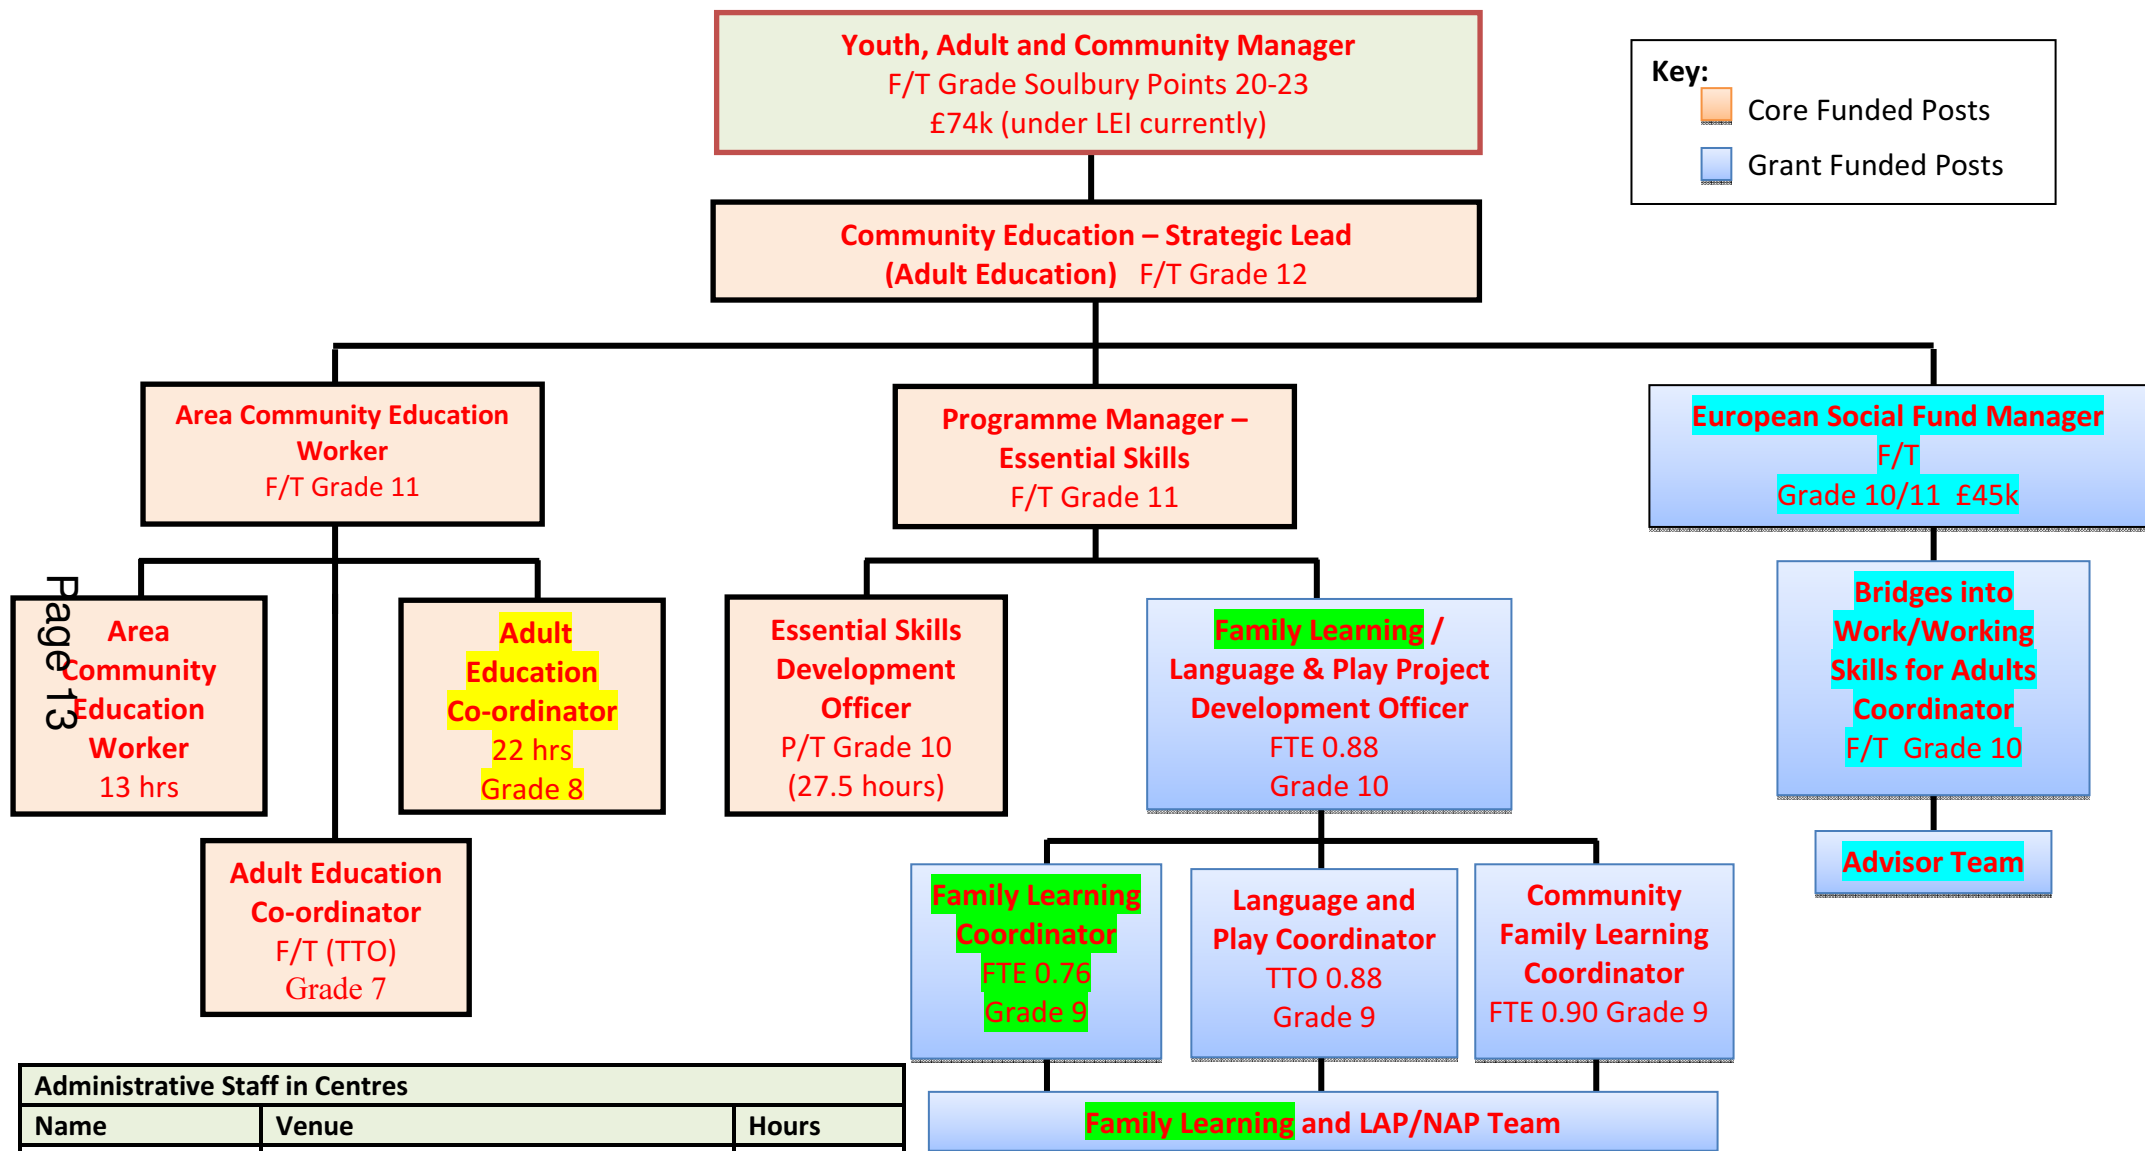 Youth, Adult and Community Manager
F/T Grade Soulbury Points 20-23
£74k (under LEI currently)
Key:
Core Funded Posts
Grant Funded Posts
Community Education – Strategic Lead
(Adult Education) F/T Grade 12
Area Community Education
Worker
F/T Grade 11
Programme Manager –
Essential Skills
F/T Grade 11
European Social Fund Manager
F/T
Grade 10/11 £45k
Page 13
Area
Community
Education
Worker
13 hrs
Adult
Education
Co-ordinator
22 hrs
Grade 8
Essential Skills
Development
Officer
P/T Grade 10
(27.5 hours)
Family Learning /
Language & Play Project
Development Officer
FTE 0.88
Grade 10
Bridges into
Work/Working
Skills for Adults
Coordinator
F/T Grade 10
Adult Education
Co-ordinator
F/T (TTO)
Grade 7
Family Learning
Coordinator
FTE 0.76
Grade 9
Language and
Play Coordinator
TTO 0.88
Grade 9
Community
Family Learning
Coordinator
FTE 0.90 Grade 9
Advisor Team
Administrative Staff in Centres
Name Venue Hours
Family Learning and LAP/NAP Team